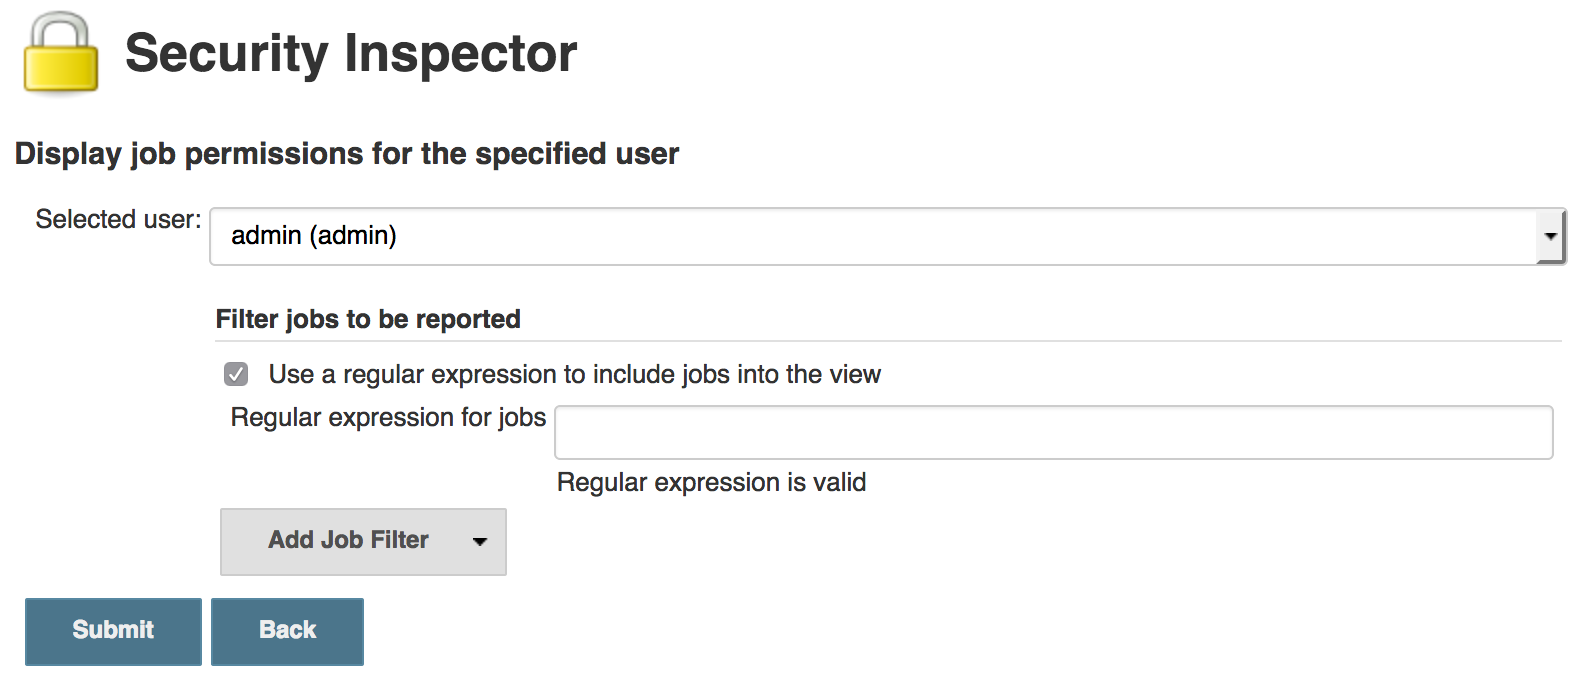 Security Inspector
Display job permissions for the specified user
Selected user:
admin (admin)
Filter jobs to be reported
Use a regular expression to include jobs into the view
Regular expression for jobs
Regular expression is valid
Add Job Filter
Submit
Back